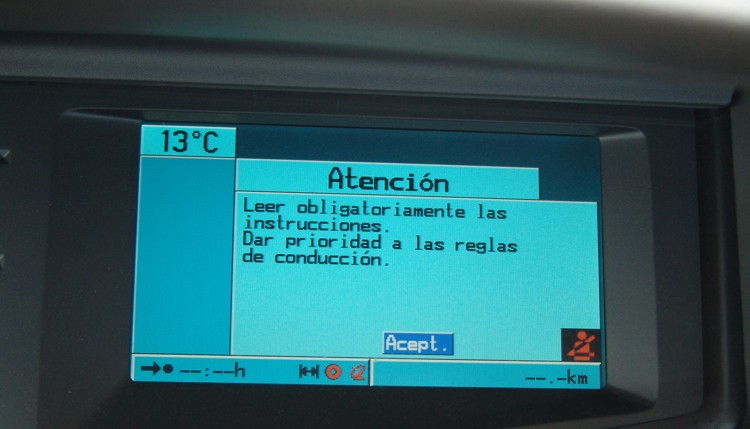 13°C
Atención
Leer obligatoriamente las
instrucciones.
Dar prioridad a las reglas
de conducción.
Acept.
--:--h
--.-km